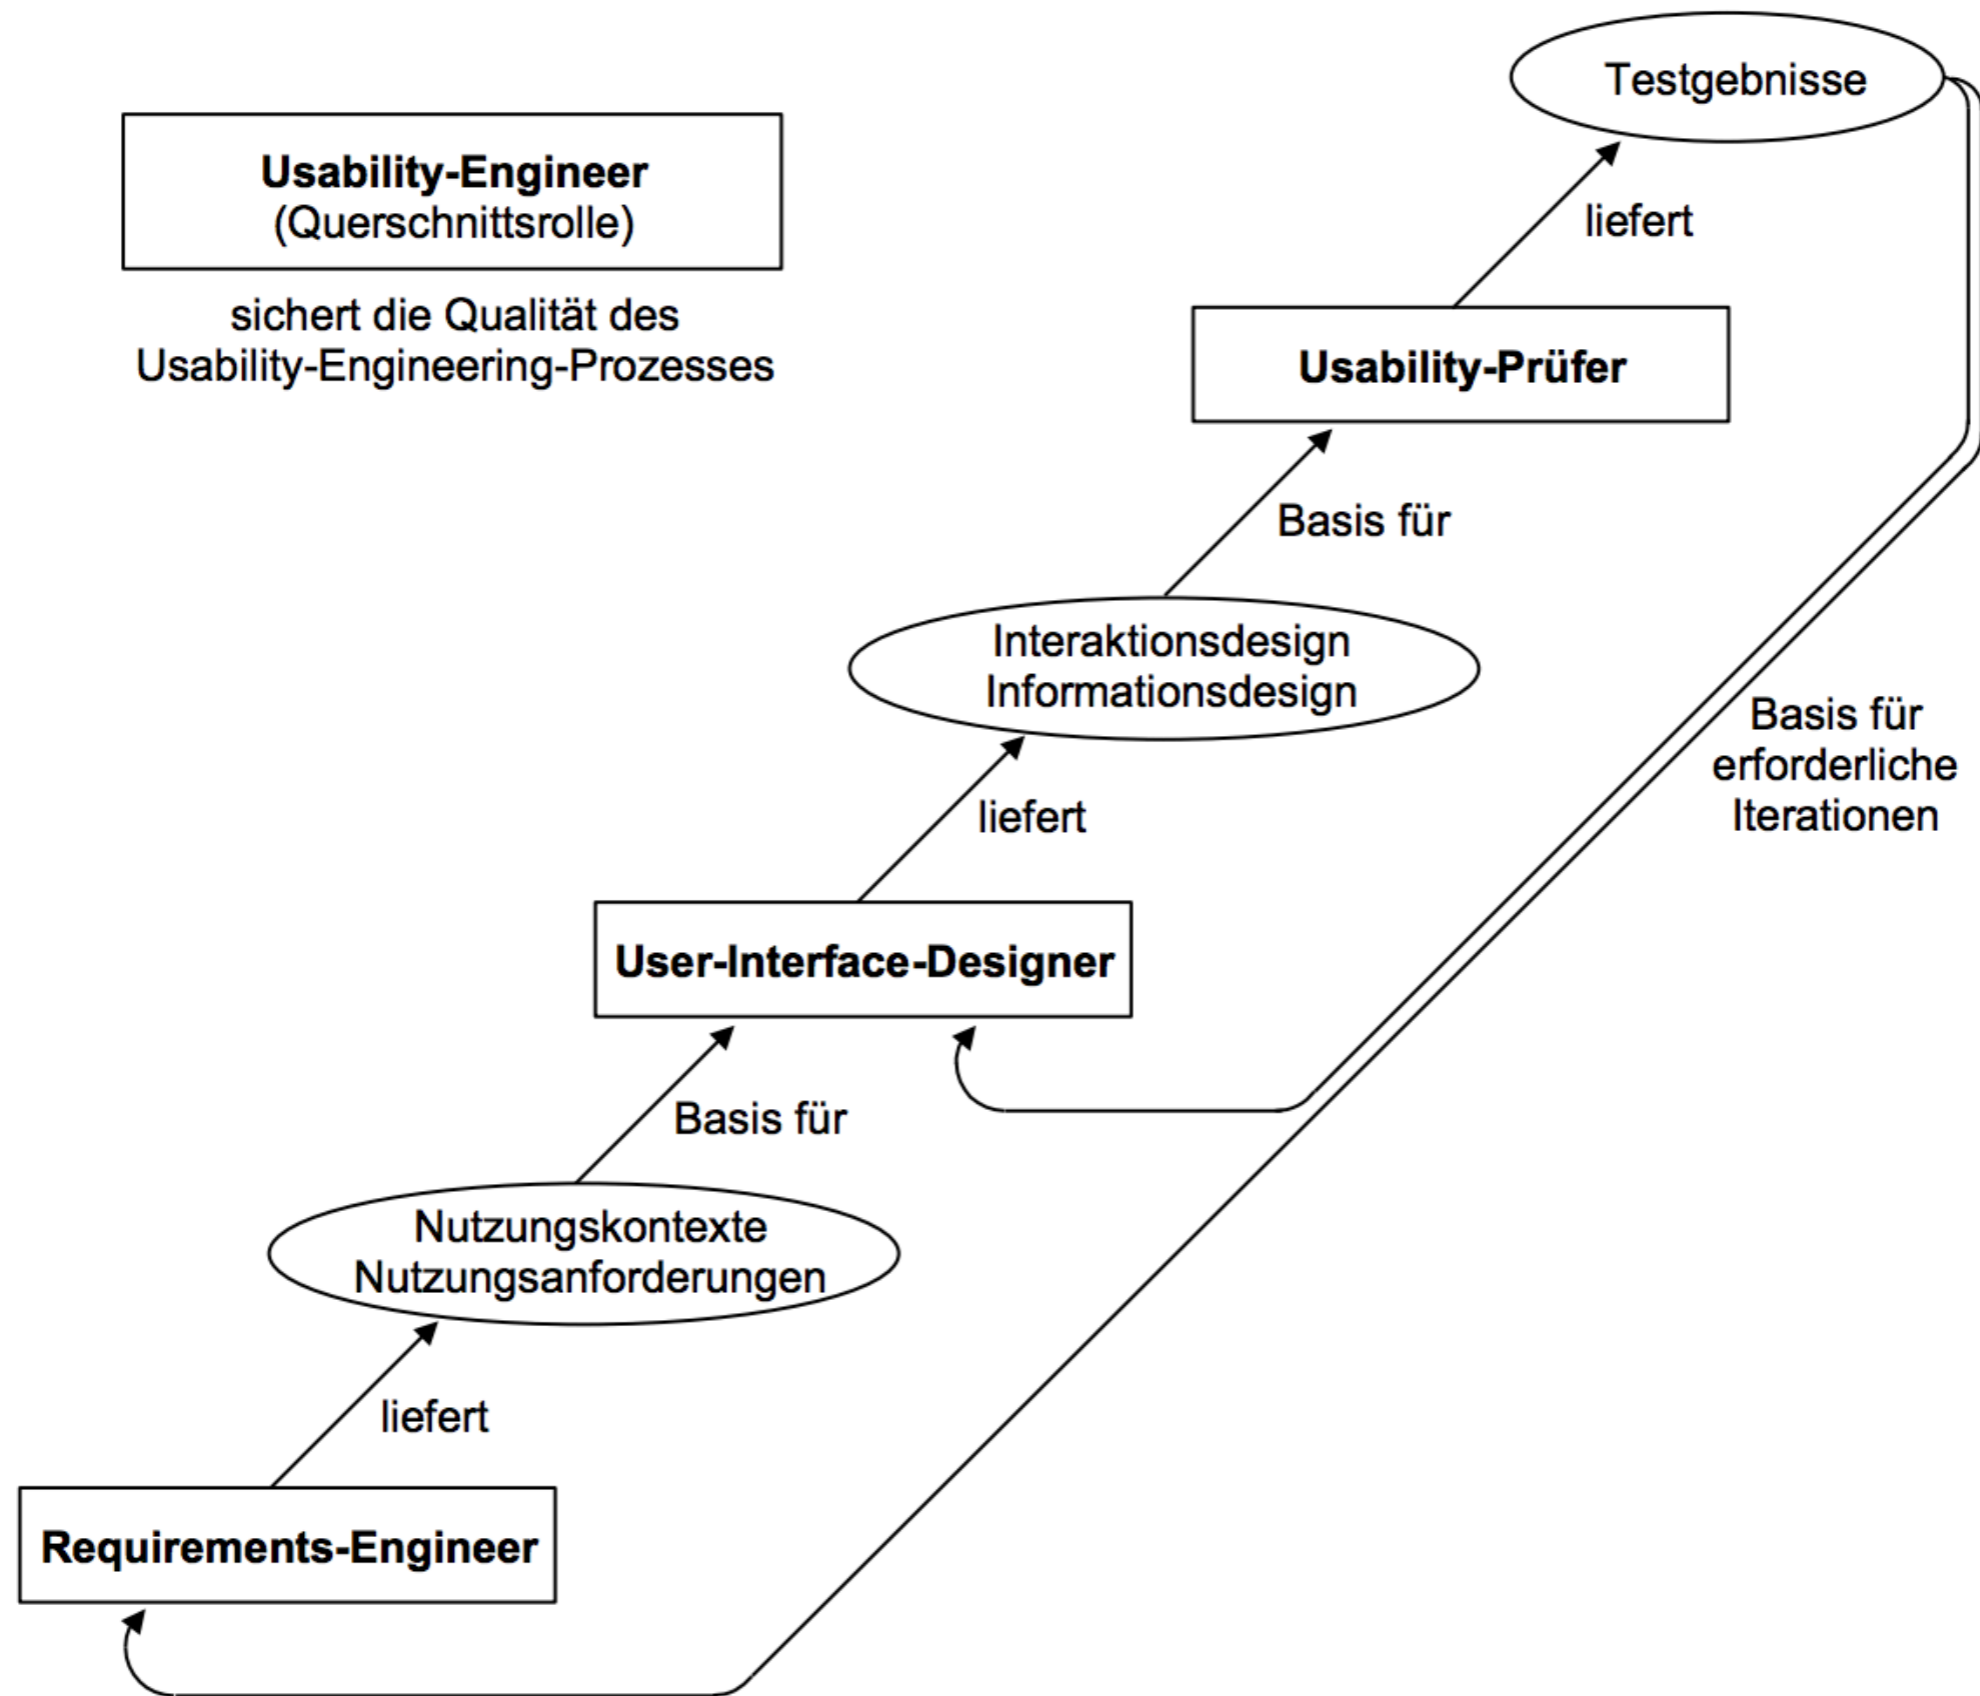 Testgebnisse
Usability-Engineer
(Querschnittsrolle)
sichert die Qualität des
Usability-Engineering-Prozesses
liefert
Usability-Prüfer
Basis für
Interaktionsdesign
Informationsdesign
Basis für
erforderliche
Iterationen
liefert
User-Interface-Designer
Basis für
Nutzungskontexte
Nutzungsanforderungen
liefert
Requirements-Engineer